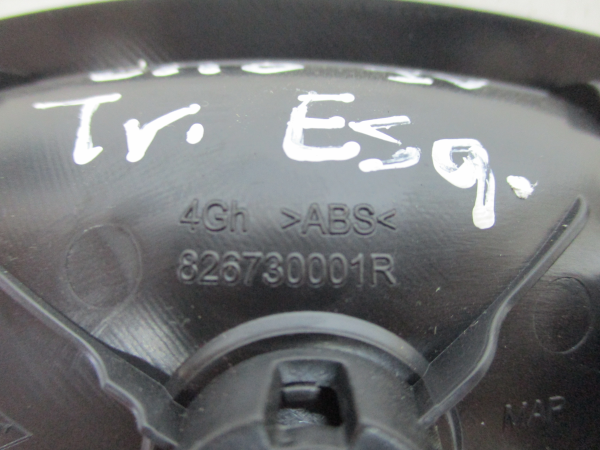 Tr. Esq.
4Gh >ABS<
826730001R
MAR